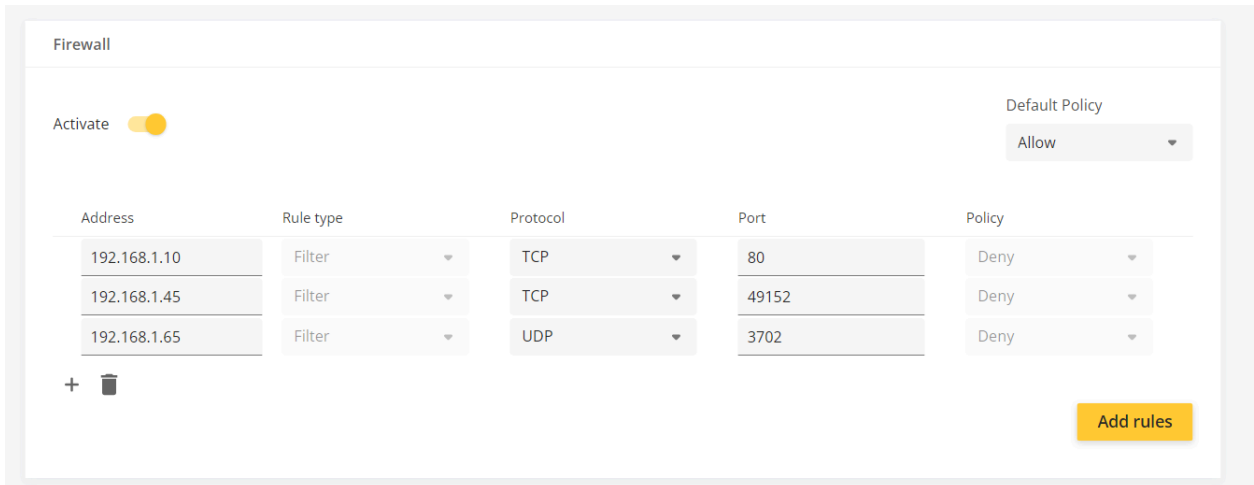 Firewall
Default Policy
Activate
Allow
Address Rule type Protocol Port Policy
192.168.1.10 Filter TCP 80 Deny
192.168.1.45 Filter TCP 49152 Deny
192.168.1.65 Filter UDP 3702 Deny
Add rules